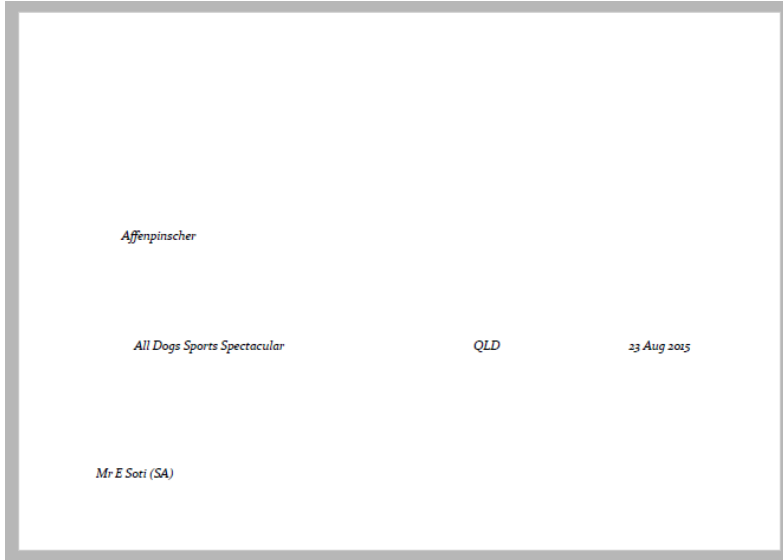 Affenpinscher
All Dogs Sports Spectacular QLD 23 Aug 2015
Mr E Soti (SA)